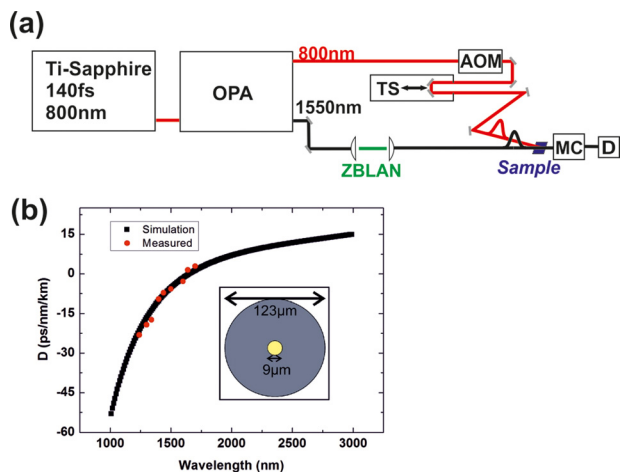 (a)
Ti-Sapphire
140fs
800nm
OPA
800nm
AOM
TS
1550nm
ZBLAN
Sample
MC
D
(b)
Simulation
Measured
D (ps/nm/km)
15
0
-15
-30
-45
-60
123µm
9µm
1000 1500 2000 2500 3000
Wavelength (nm)